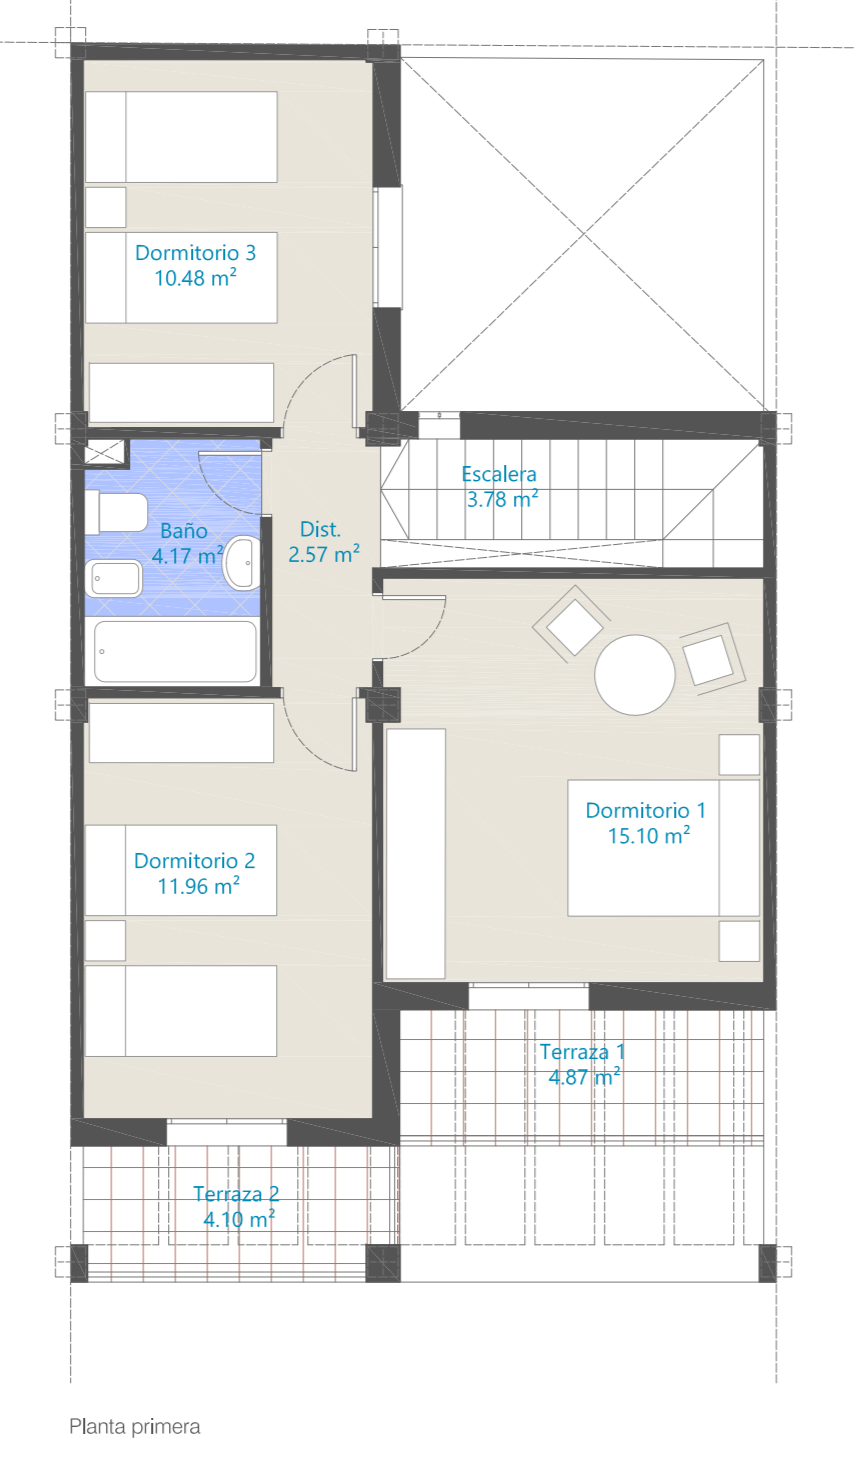 Dormitorio 3
10.48 m²
Escalera
3.78 m²
Baño
4.17 m²
Dist.
2.57 m²
Dormitorio 1
15.10 m²
Dormitorio 2
11.96 m²
Terraza 1
4.87 m²
Terraza 2
4.10 m²
Planta primera